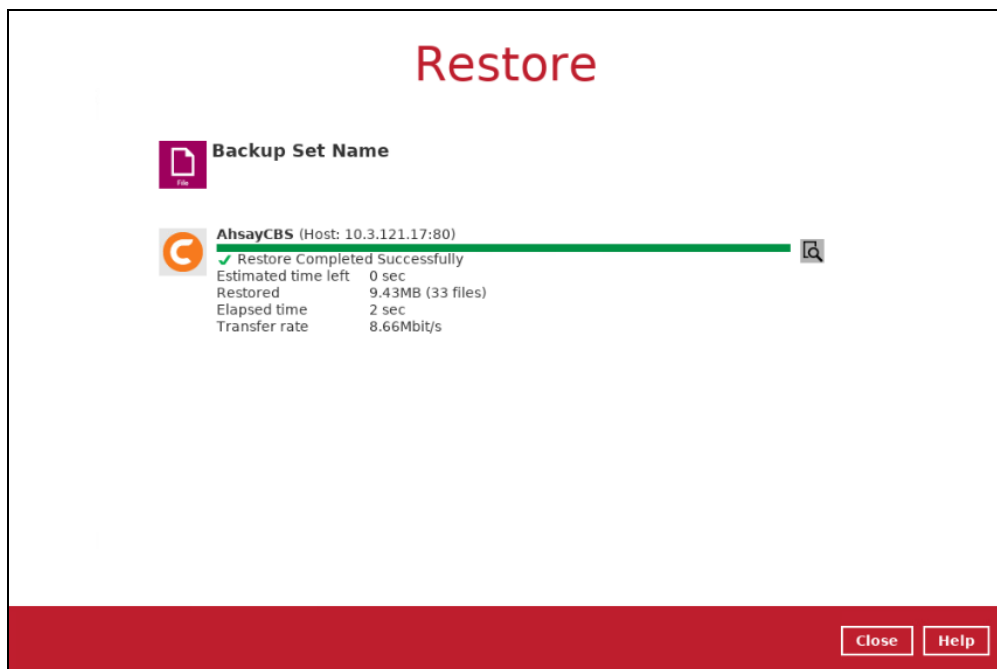 Restore
Backup Set Name
File
AhsayCBS (Host: 10.3.121.17:80)
Restore Completed Successfully
Estimated time left 0 sec
Restored 9.43MB (33 files)
Elapsed time 2 sec
Transfer rate 8.66Mbit/s
Close Help